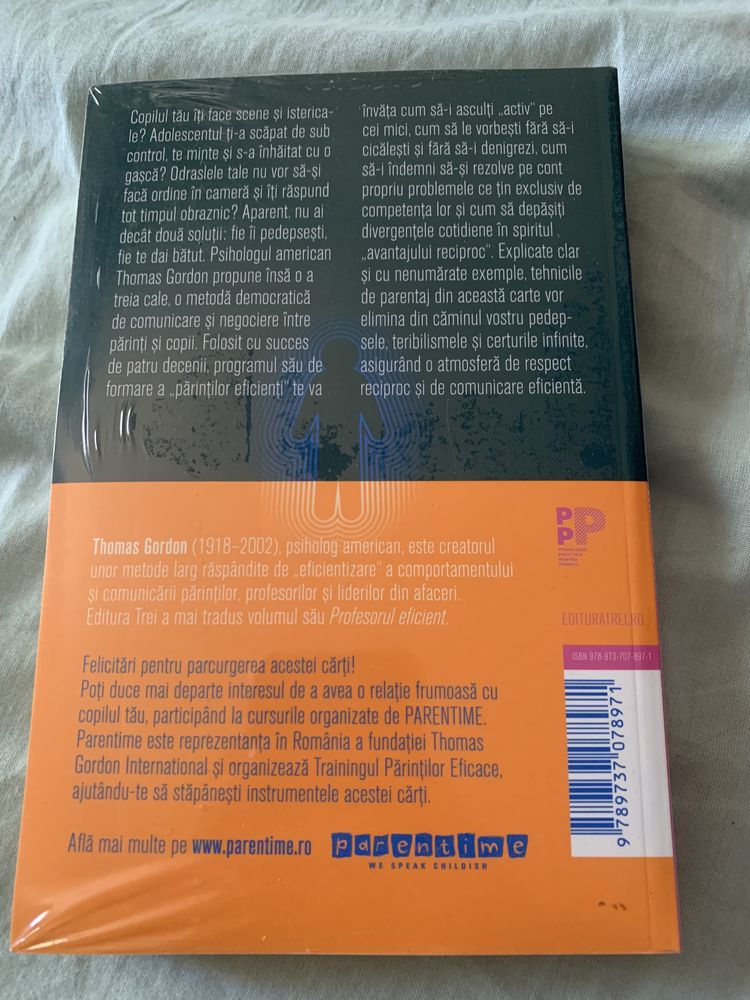 Copilul tău îți face scene și isterica-
le? Adolescentul ți-a scăpat de sub
control, te minte și s-a înhăitat cu o
gașcă? Odraslele tale nu vor să-și
facă ordine în cameră și îți răspund
tot timpul obraznic? Aparent, nu ai
decât două soluții: fie îi pedepsești,
fie te dai bătut. Psihologul american
Thomas Gordon propune însă o a
treia cale, o metodă democratică
de comunicare și negociere între
părinți și copii. Folosit cu succes
de patru decenii, programul său de
formare a „părinților eficienți“ te va
învăța cum să-i asculți „activ“ pe
cei mici, cum să le vorbești fără să-i
cicălești și fără să-i denigrezi, cum
să-i îndemni să-și rezolve pe cont
propriu problemele ce țin exclusiv de
competența lor și cum să depășiți
divergențele cotidiene în spiritul
„avantajului reciproc“. Explicate clar
și cu nenumărate exemple, tehnicile
de parentaj din această carte vor
elimina din căminul vostru pedep-
sele, teribilismele și certurile infinite,
asigurând o atmosferă de respect
reciproc și de comunicare eficientă.
Thomas Gordon (1918–2002), psiholog american, este creatorul
unor metode larg răspândite de „eficientizare“ a comportamentului
și comunicării părinților, profesorilor și liderilor din afaceri.
Editura Trei a mai tradus volumul său Profesorul eficient.
PPP
PSIHOLOGIE
PRACTICĂ
PENTRU
PĂRINȚI
EDITURATREI.RO
ISBN 978-973-707-897-1
9 789737 078971
Felicitări pentru parcurgerea acestei cărți!
Poți duce mai departe interesul de a avea o relație frumoasă cu
copilul tău, participând la cursurile organizate de PARENTIME.
Parentime este reprezentanța în România a fundației Thomas
Gordon International și organizează Trainingul Părinților Eficace,
ajutându-te să stăpânești instrumentele acestei cărți.
Află mai multe pe www.parentime.ro
parentime
WE SPEAK CHILDISH